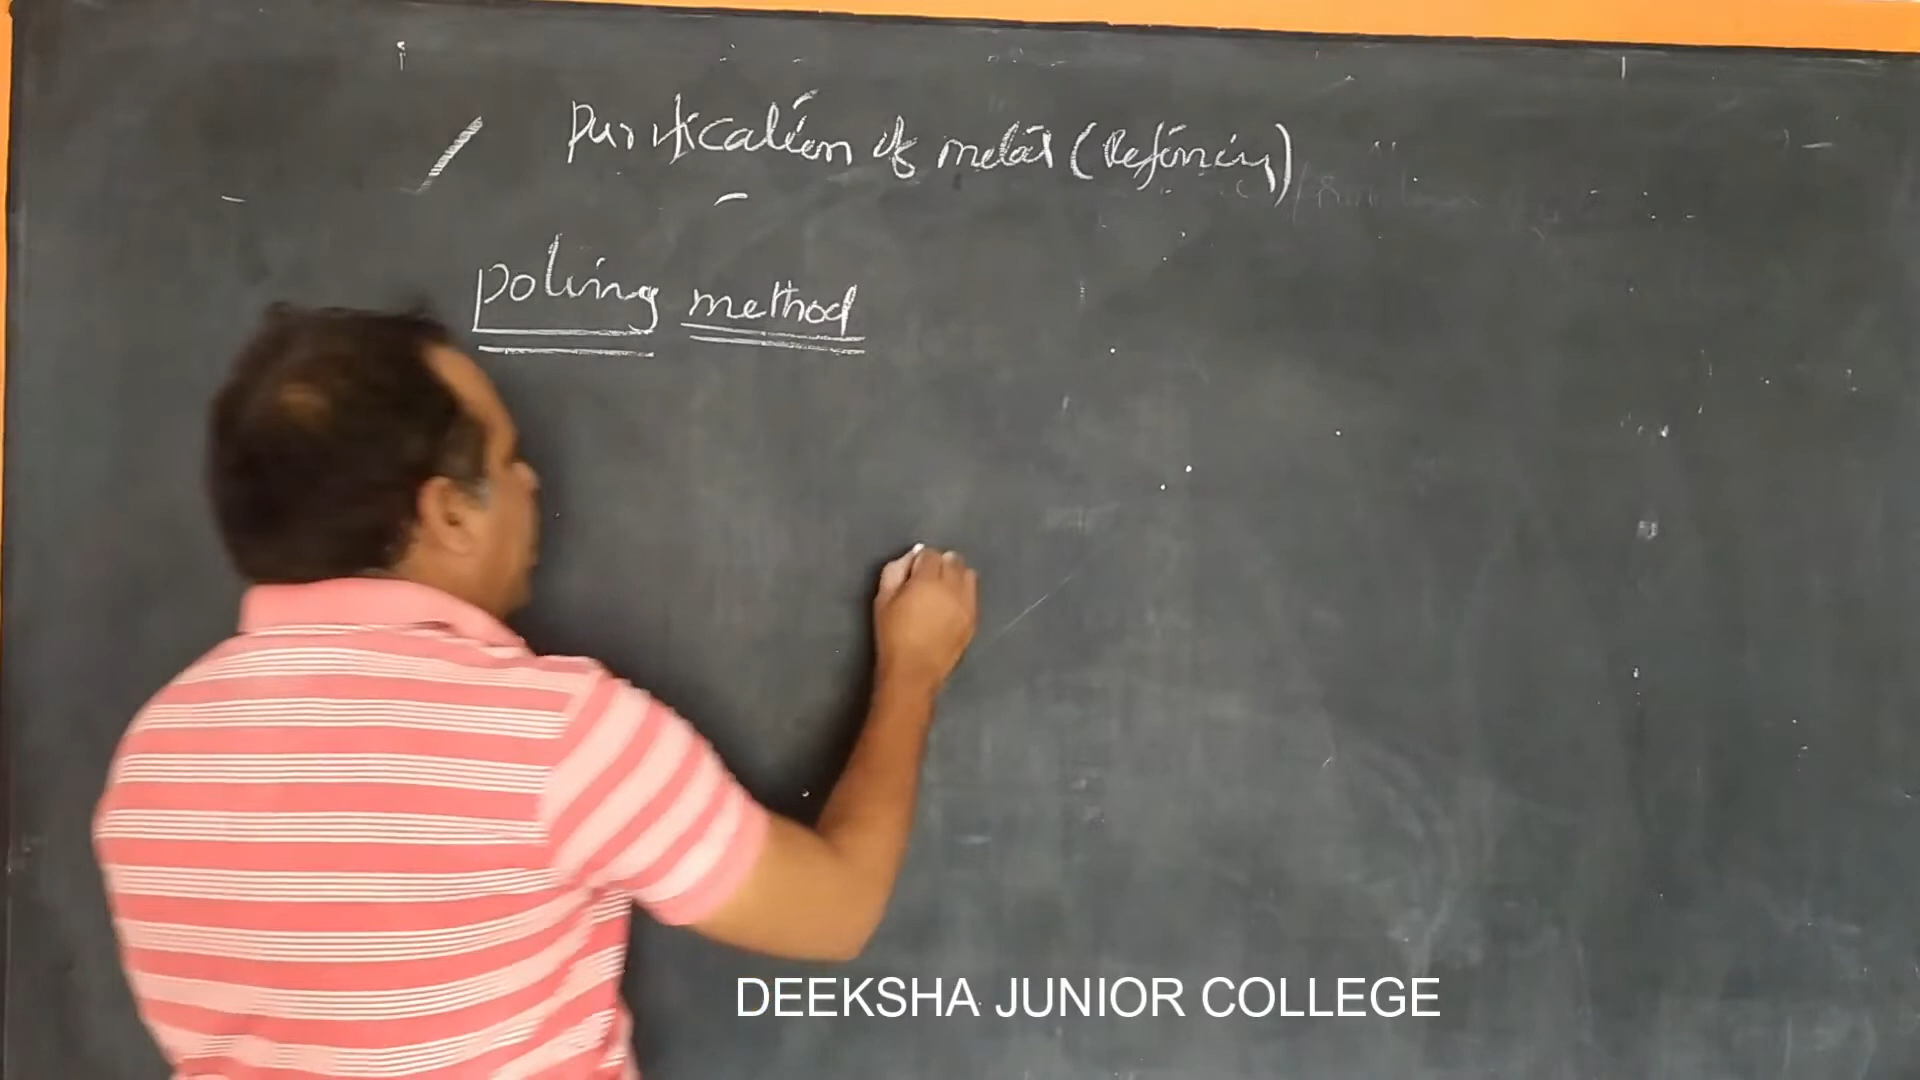 Purification of metal (Refining)
poling method
DEEKSHA JUNIOR COLLEGE